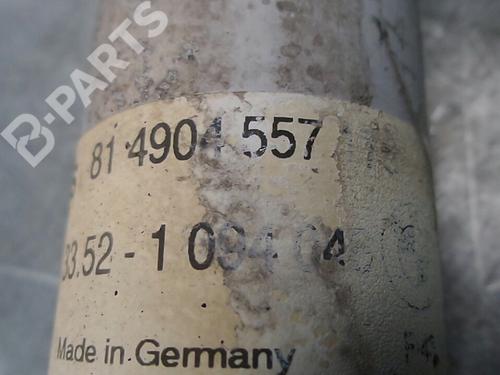 B-PARTS
81 4904 557
33.52 - 1 094
Made in Germany